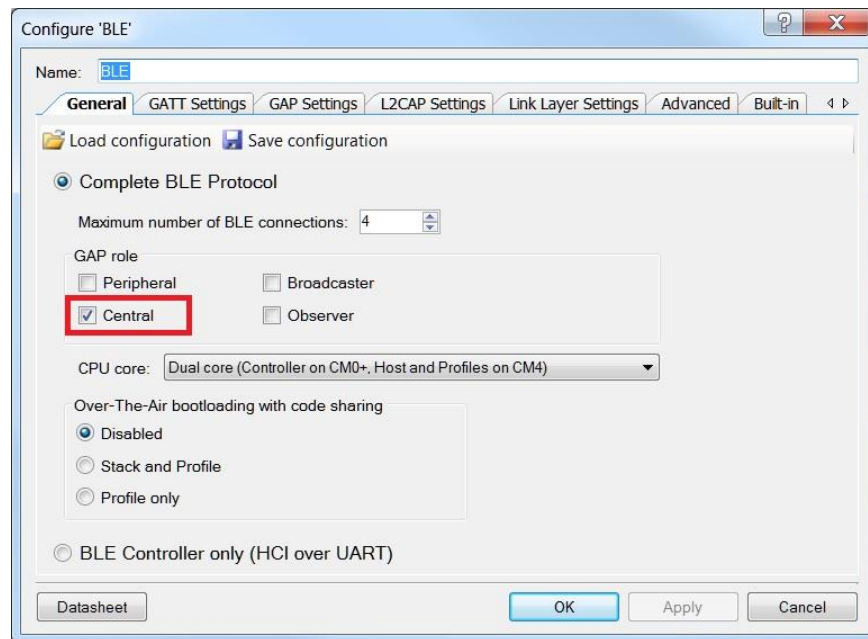 Configure 'BLE'
Name: BLE
General GATT Settings GAP Settings L2CAP Settings Link Layer Settings Advanced Built-in
Load configuration Save configuration
Complete BLE Protocol
Maximum number of BLE connections: 4
GAP role
Peripheral Broadcaster
Central Observer
CPU core: Dual core (Controller on CM0+, Host and Profiles on CM4)
Over-The-Air bootloading with code sharing
Disabled
Stack and Profile
Profile only
BLE Controller only (HCI over UART)
Datasheet OK Apply Cancel